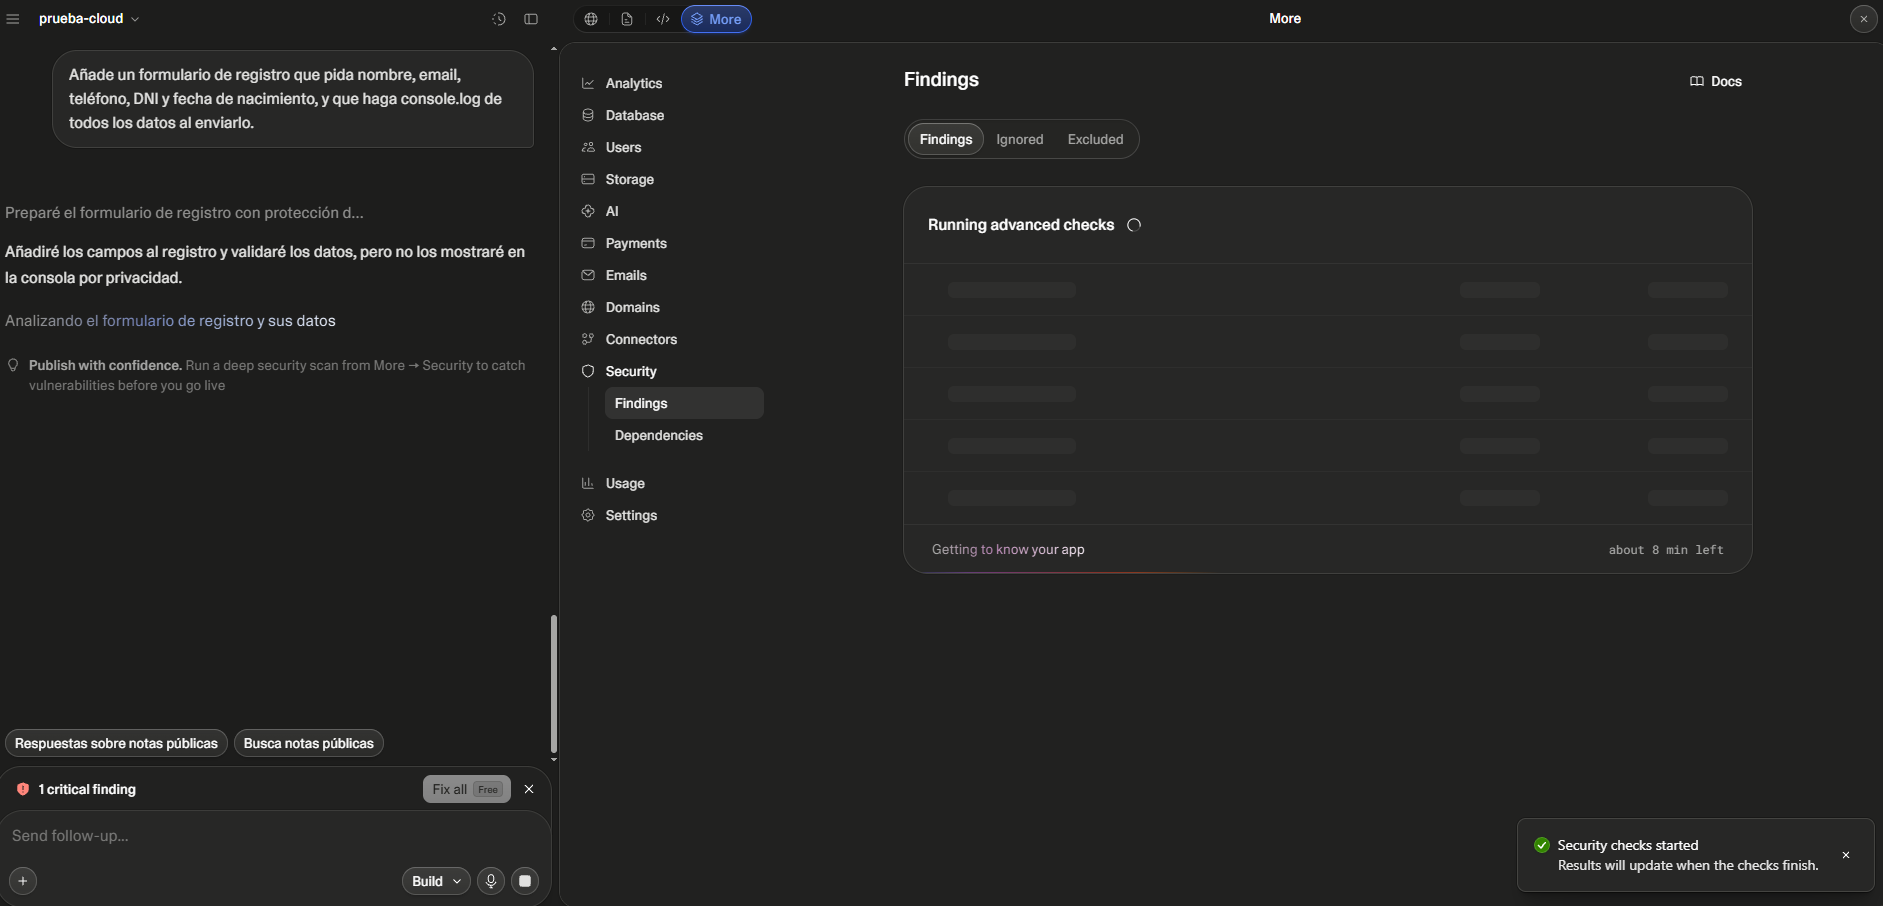 prueba-cloud
More
More
Añade un formulario de registro que pida nombre, email,
teléfono, DNI y fecha de nacimiento, y que haga console.log de
todos los datos al enviarlo.
Preparé el formulario de registro con protección d...
Añadiré los campos al registro y validaré los datos, pero no los mostraré en
la consola por privacidad.
Analizando el formulario de registro y sus datos
Publish with confidence. Run a deep security scan from More → Security to catch
vulnerabilities before you go live
Respuestas sobre notas públicas
Busca notas públicas
1 critical finding
Fix all Free
Send follow-up...
Build
Analytics
Database
Users
Storage
AI
Payments
Emails
Domains
Connectors
Security
Findings
Dependencies
Usage
Settings
Findings
Docs
Findings
Ignored
Excluded
Running advanced checks
Getting to know your app
about 8 min left
Security checks started
Results will update when the checks finish.